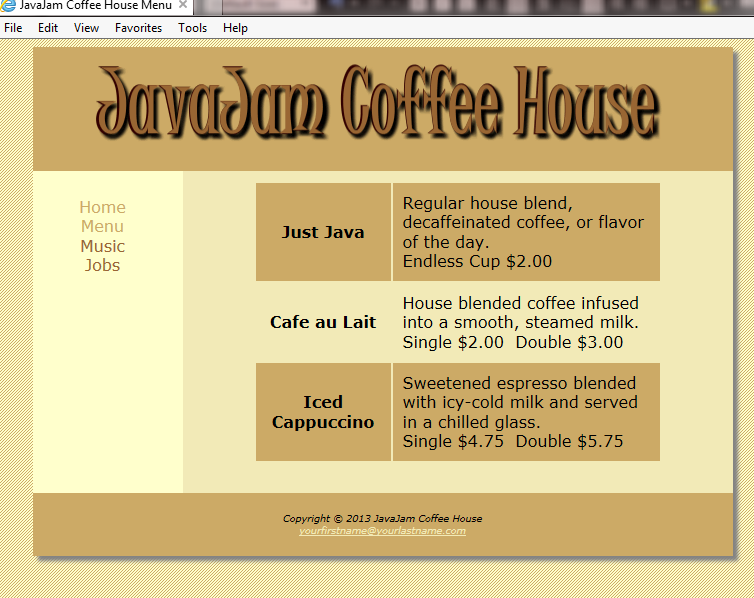 JavaJam Coffee House Menu
File Edit View Favorites Tools Help
JavaJam Coffee House
Home
Menu
Music
Jobs
Just Java
Regular house blend,
decaffeinated coffee, or flavor
of the day.
Endless Cup $2.00
Cafe au Lait
House blended coffee infused
into a smooth, steamed milk.
Single $2.00 Double $3.00
Iced
Cappuccino
Sweetened espresso blended
with icy-cold milk and served
in a chilled glass.
Single $4.75 Double $5.75
Copyright © 2013 JavaJam Coffee House
yourfirstname@yourlastname.com